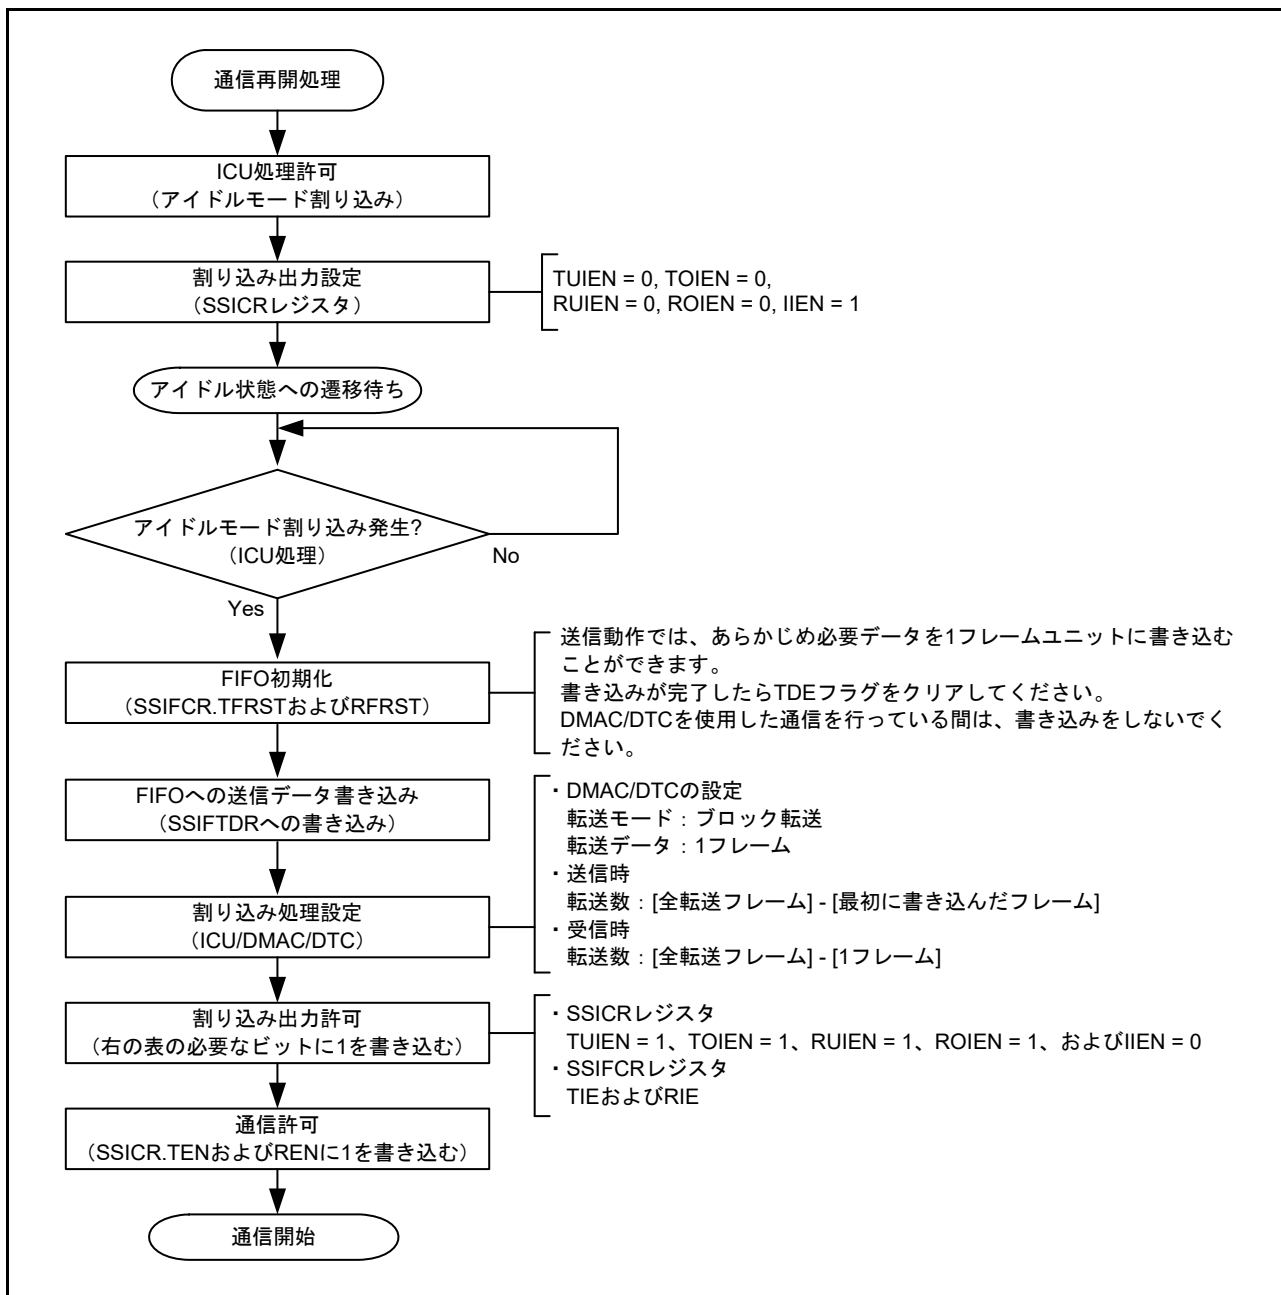 通信再開処理
ICU処理許可
（アイドルモード割り込み）
割り込み出力設定
（SSICRレジスタ）
TUIEN = 0, TOIEN = 0,
RUIEN = 0, ROIEN = 0, IIEN = 1
アイドル状態への遷移待ち
アイドルモード割り込み発生?
（ICU処理）
No
Yes
FIFO初期化
（SSIFCR.TFRSTおよびRFRST）
送信動作では、あらかじめ必要データを1フレームユニットに書き込む
ことができます。
書き込みが完了したらTDEフラグをクリアしてください。
DMAC/DTCを使用した通信を行っている間は、書き込みをしないでく
ださい。
FIFOへの送信データ書き込み
（SSIFTDRへの書き込み）
・DMAC/DTCの設定
転送モード：ブロック転送
転送データ：1フレーム
・送信時
転送数：[全転送フレーム] - [最初に書き込んだフレーム]
・受信時
転送数：[全転送フレーム] - [1フレーム]
割り込み処理設定
（ICU/DMAC/DTC）
割り込み出力許可
（右の表の必要なビットに1を書き込む）
・SSICRレジスタ
TUIEN = 1、TOIEN = 1、RUIEN = 1、ROIEN = 1、およびIIEN = 0
・SSIFCRレジスタ
TIEおよびRIE
通信許可
（SSICR.TENおよびRENに1を書き込む）
通信開始